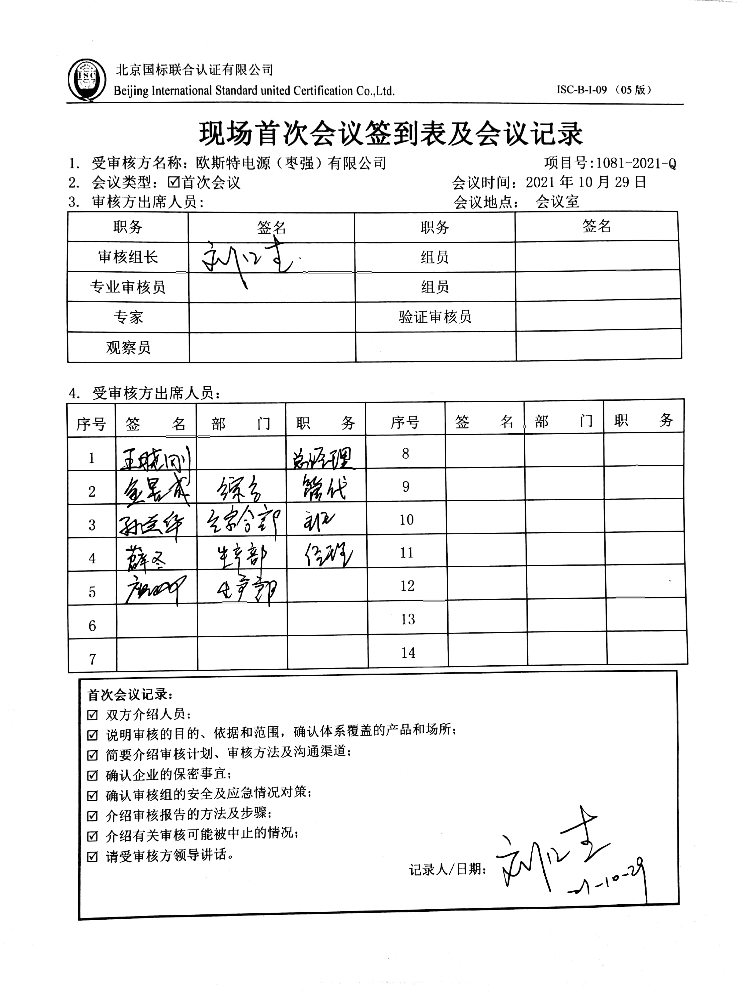 ISC
北京国标联合认证有限公司
Beijing International Standard united Certification Co.,Ltd.
ISC-B-I-09 （05版）
现场首次会议签到表及会议记录
1. 受审核方名称：欧斯特电源（枣强）有限公司 项目号:1081-2021-Q
2. 会议类型：☑首次会议 会议时间：2021年10月29日
3. 审核方出席人员： 会议地点： 会议室
职务 签名 职务 签名
审核组长 组员
专业审核员 组员
专家 验证审核员
观察员
4. 受审核方出席人员：
序号 签 名 部 门 职 务 序号 签 名 部 门 职 务
1 王晓刚 总经理 8
2 综合 管代 9
3 综合部 10
4 薛冬 生产部 经理 11
5 生产部 12
6 13
7 14
首次会议记录：
☑ 双方介绍人员；
☑ 说明审核的目的、依据和范围，确认体系覆盖的产品和场所；
☑ 简要介绍审核计划、审核方法及沟通渠道；
☑ 确认企业的保密事宜；
☑ 确认审核组的安全及应急情况对策；
☑ 介绍审核报告的方法及步骤；
☑ 介绍有关审核可能被中止的情况；
☑ 请受审核方领导讲话。
记录人/日期：
21-10-29